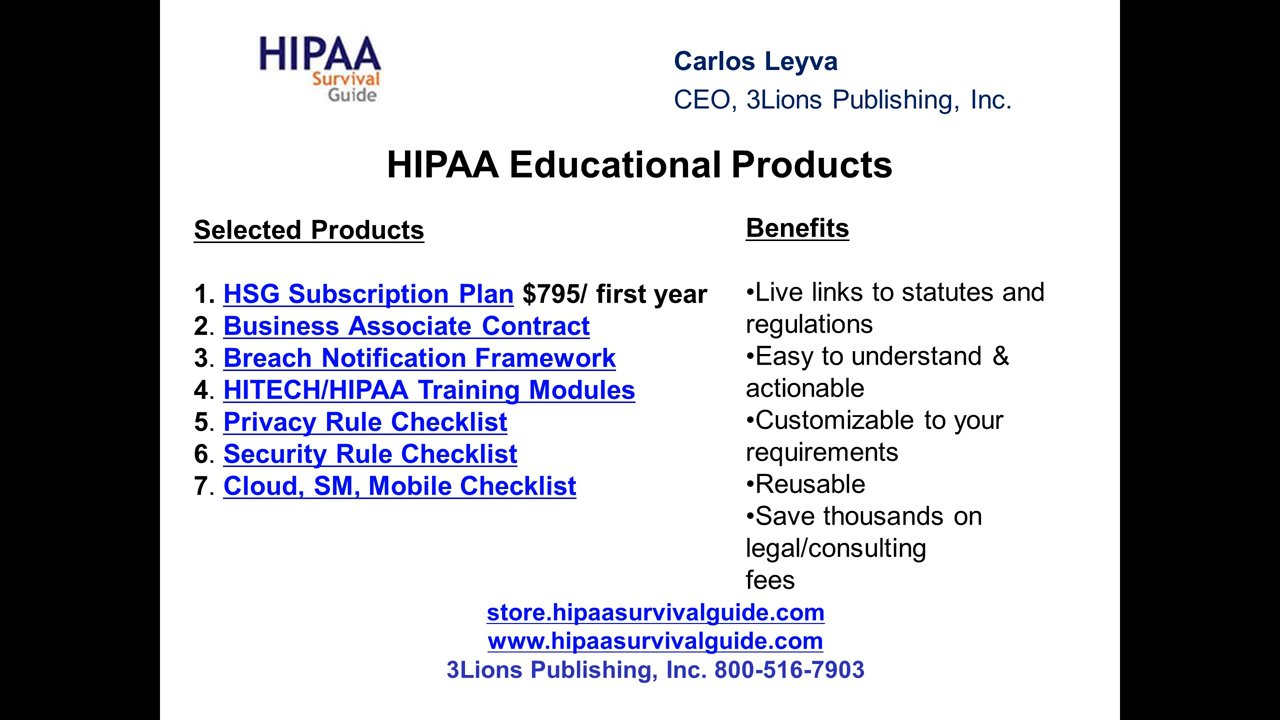 HIPAA
Survival
Guide
Carlos Leyva
CEO, 3Lions Publishing, Inc.
HIPAA Educational Products
Selected Products
1. HSG Subscription Plan $795/ first year
2. Business Associate Contract
3. Breach Notification Framework
4. HITECH/HIPAA Training Modules
5. Privacy Rule Checklist
6. Security Rule Checklist
7. Cloud, SM, Mobile Checklist
Benefits
•Live links to statutes and
regulations
•Easy to understand &
actionable
•Customizable to your
requirements
•Reusable
•Save thousands on
legal/consulting
fees
store.hipaasurvivalguide.com
www.hipaasurvivalguide.com
3Lions Publishing, Inc. 800-516-7903